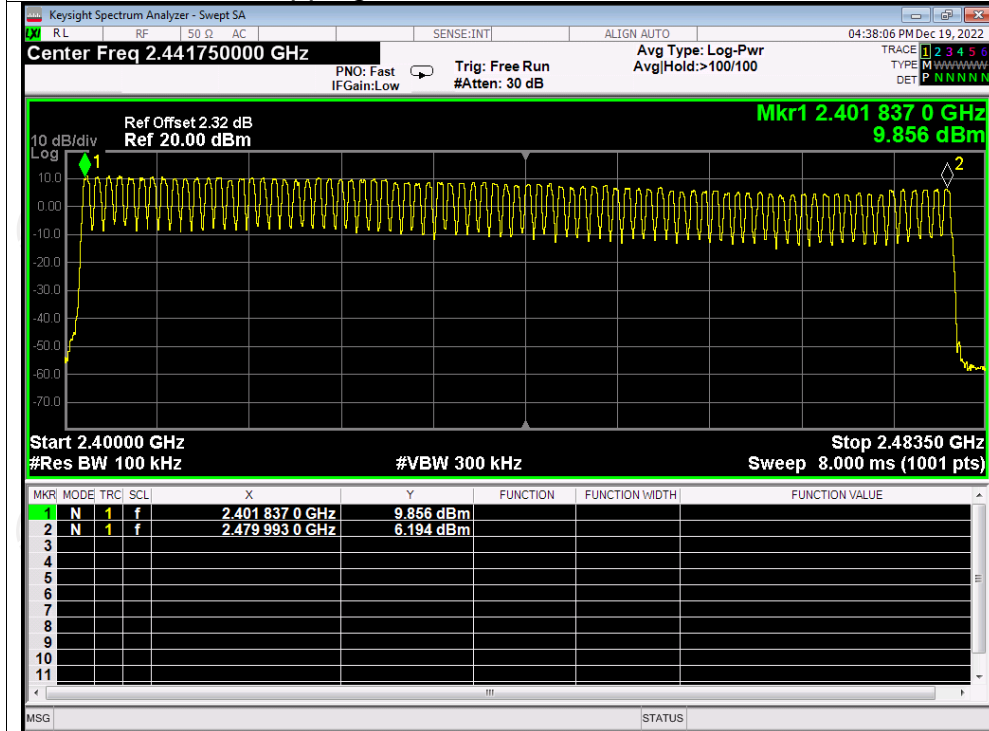 Keysight Spectrum Analyzer - Swept SA
RL RF 50 Ω AC SENSE:INT ALIGN AUTO 04:38:06 PM Dec 19, 2022
Center Freq 2.441750000 GHz
PNO: Fast
IFGain:Low
Trig: Free Run
#Atten: 30 dB
Avg Type: Log-Pwr
Avg|Hold:>100/100
TRACE 1 2 3 4 5 6
TYPE M W W W W W
DET P N N N N N
Mkr1 2.401 837 0 GHz
9.856 dBm
Ref Offset 2.32 dB
10 dB/div Ref 20.00 dBm
Log
1
2
10.0
0.00
-10.0
-20.0
-30.0
-40.0
-50.0
-60.0
-70.0
Start 2.40000 GHz Stop 2.48350 GHz
#Res BW 100 kHz #VBW 300 kHz Sweep 8.000 ms (1001 pts)
MKR MODE TRC SCL X Y FUNCTION FUNCTION WIDTH FUNCTION VALUE
1 N 1 f 2.401 837 0 GHz 9.856 dBm
2 N 1 f 2.479 993 0 GHz 6.194 dBm
3
4
5
6
7
8
9
10
11
MSG STATUS